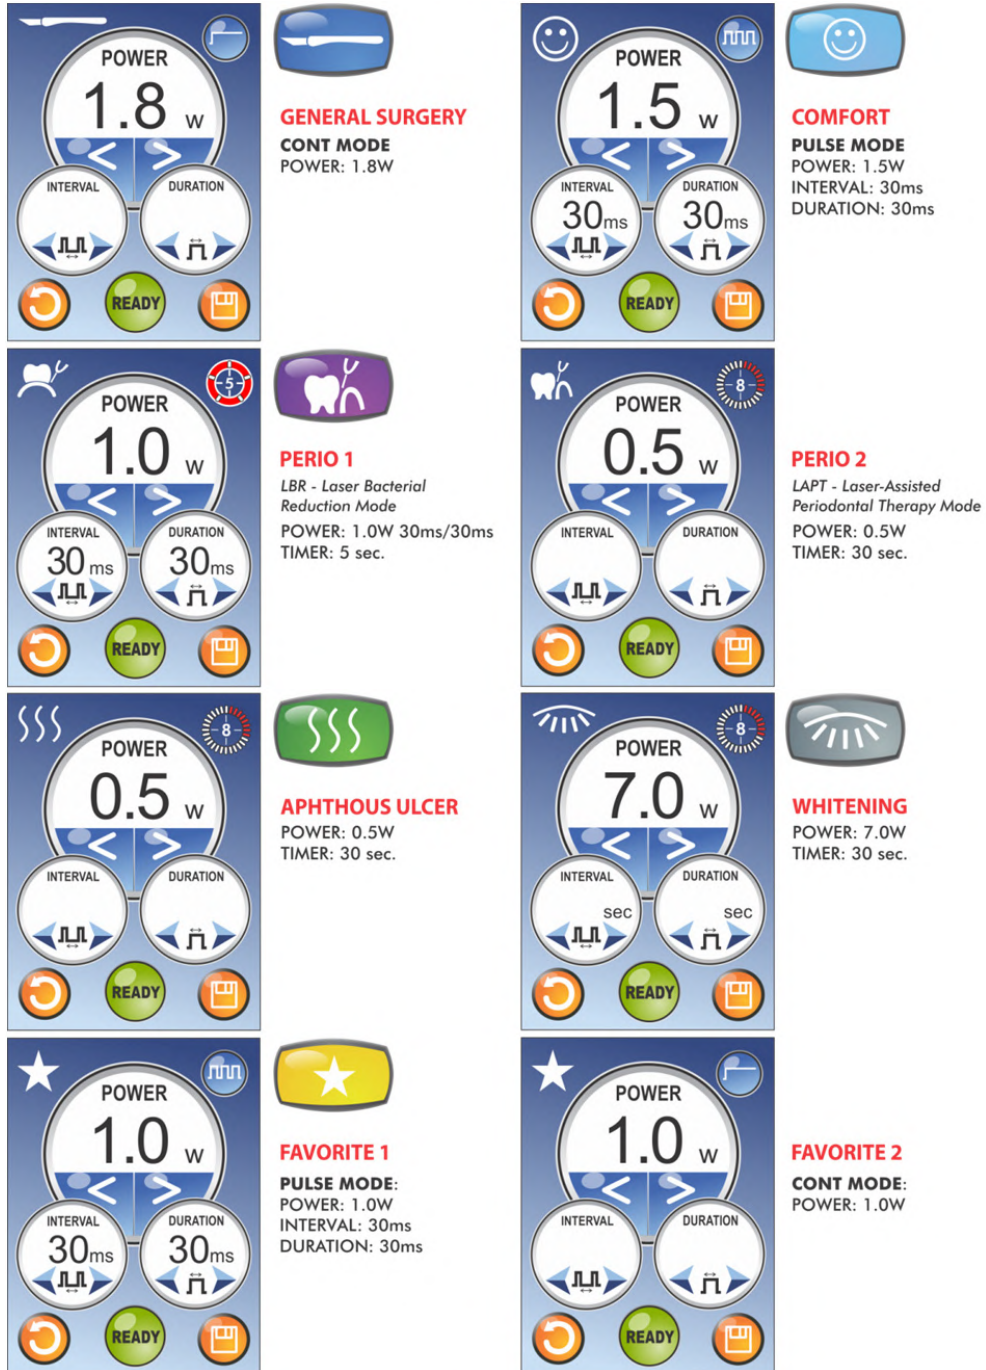 POWER
1.8 w
INTERVAL
DURATION
READY
GENERAL SURGERY
CONT MODE
POWER: 1.8W
POWER
1.5 w
INTERVAL
30ms
DURATION
30ms
READY
COMFORT
PULSE MODE
POWER: 1.5W
INTERVAL: 30ms
DURATION: 30ms
5
POWER
1.0 w
INTERVAL
30 ms
DURATION
30ms
READY
PERIO 1
LBR - Laser Bacterial
Reduction Mode
POWER: 1.0W 30ms/30ms
TIMER: 5 sec.
8
POWER
0.5 w
INTERVAL
DURATION
READY
PERIO 2
LAPT - Laser-Assisted
Periodontal Therapy Mode
POWER: 0.5W
TIMER: 30 sec.
8
POWER
0.5 w
INTERVAL
DURATION
READY
APHTHOUS ULCER
POWER: 0.5W
TIMER: 30 sec.
8
POWER
7.0 w
INTERVAL
sec
DURATION
sec
READY
WHITENING
POWER: 7.0W
TIMER: 30 sec.
POWER
1.0 w
INTERVAL
30ms
DURATION
30ms
READY
FAVORITE 1
PULSE MODE:
POWER: 1.0W
INTERVAL: 30ms
DURATION: 30ms
POWER
1.0 w
INTERVAL
DURATION
READY
FAVORITE 2
CONT MODE:
POWER: 1.0W